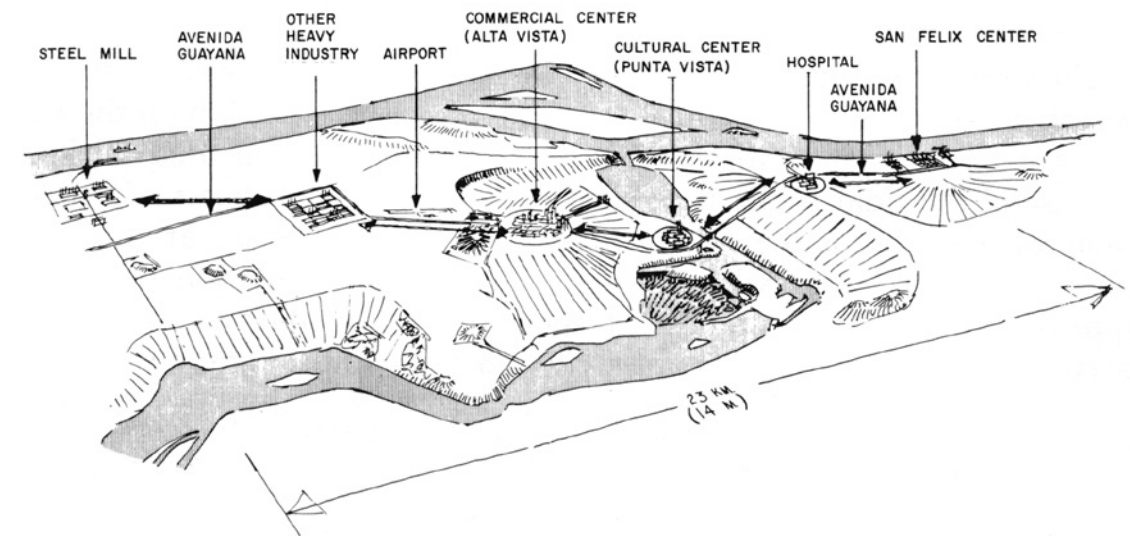 STEEL MILL
AVENIDA
GUAYANA
OTHER
HEAVY
INDUSTRY
AIRPORT
COMMERCIAL CENTER
(ALTA VISTA)
CULTURAL CENTER
(PUNTA VISTA)
HOSPITAL
AVENIDA
GUAYANA
SAN FELIX CENTER
23 KM
(14 M)